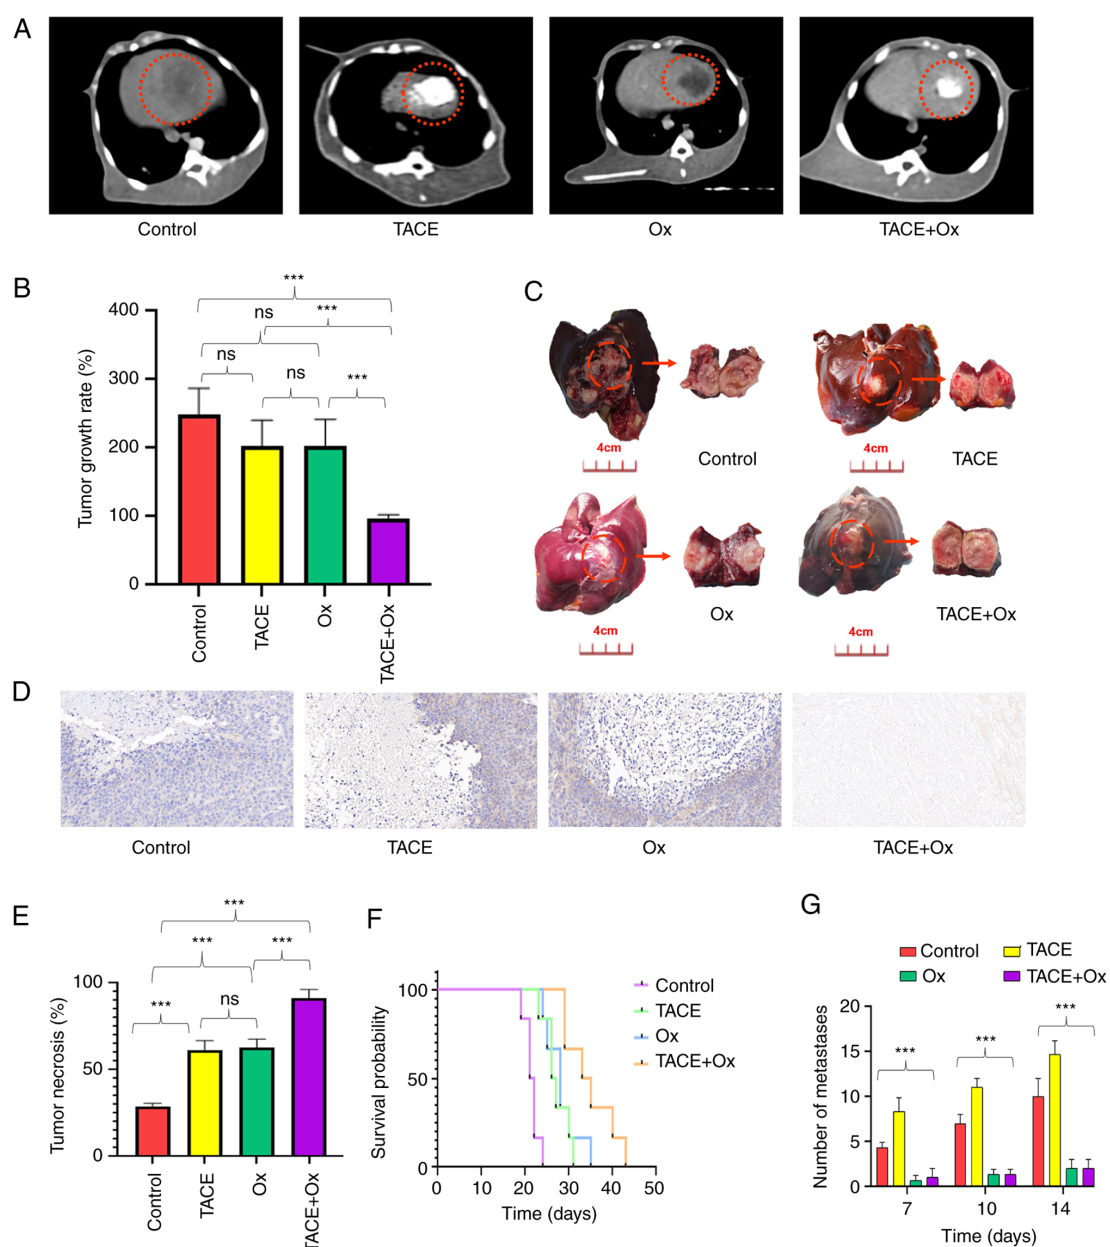 A
Control
TACE
Ox
TACE+Ox
B
Tumor growth rate (%)
400
300
200
100
0
***
ns
***
ns
ns
***
Control
TACE
Ox
TACE+Ox
C
4cm
Control
4cm
TACE
4cm
Ox
4cm
TACE+Ox
D
Control
TACE
Ox
TACE+Ox
E
Tumor necrosis (%)
100
50
0
***
***
***
***
ns
Control
TACE
Ox
TACE+Ox
F
Survival probability
100
50
0
0
10
20
30
40
50
Time (days)
Control
TACE
Ox
TACE+Ox
G
Control
TACE
Ox
TACE+Ox
Number of metastases
20
15
10
5
0
***
***
***
7
10
14
Time (days)